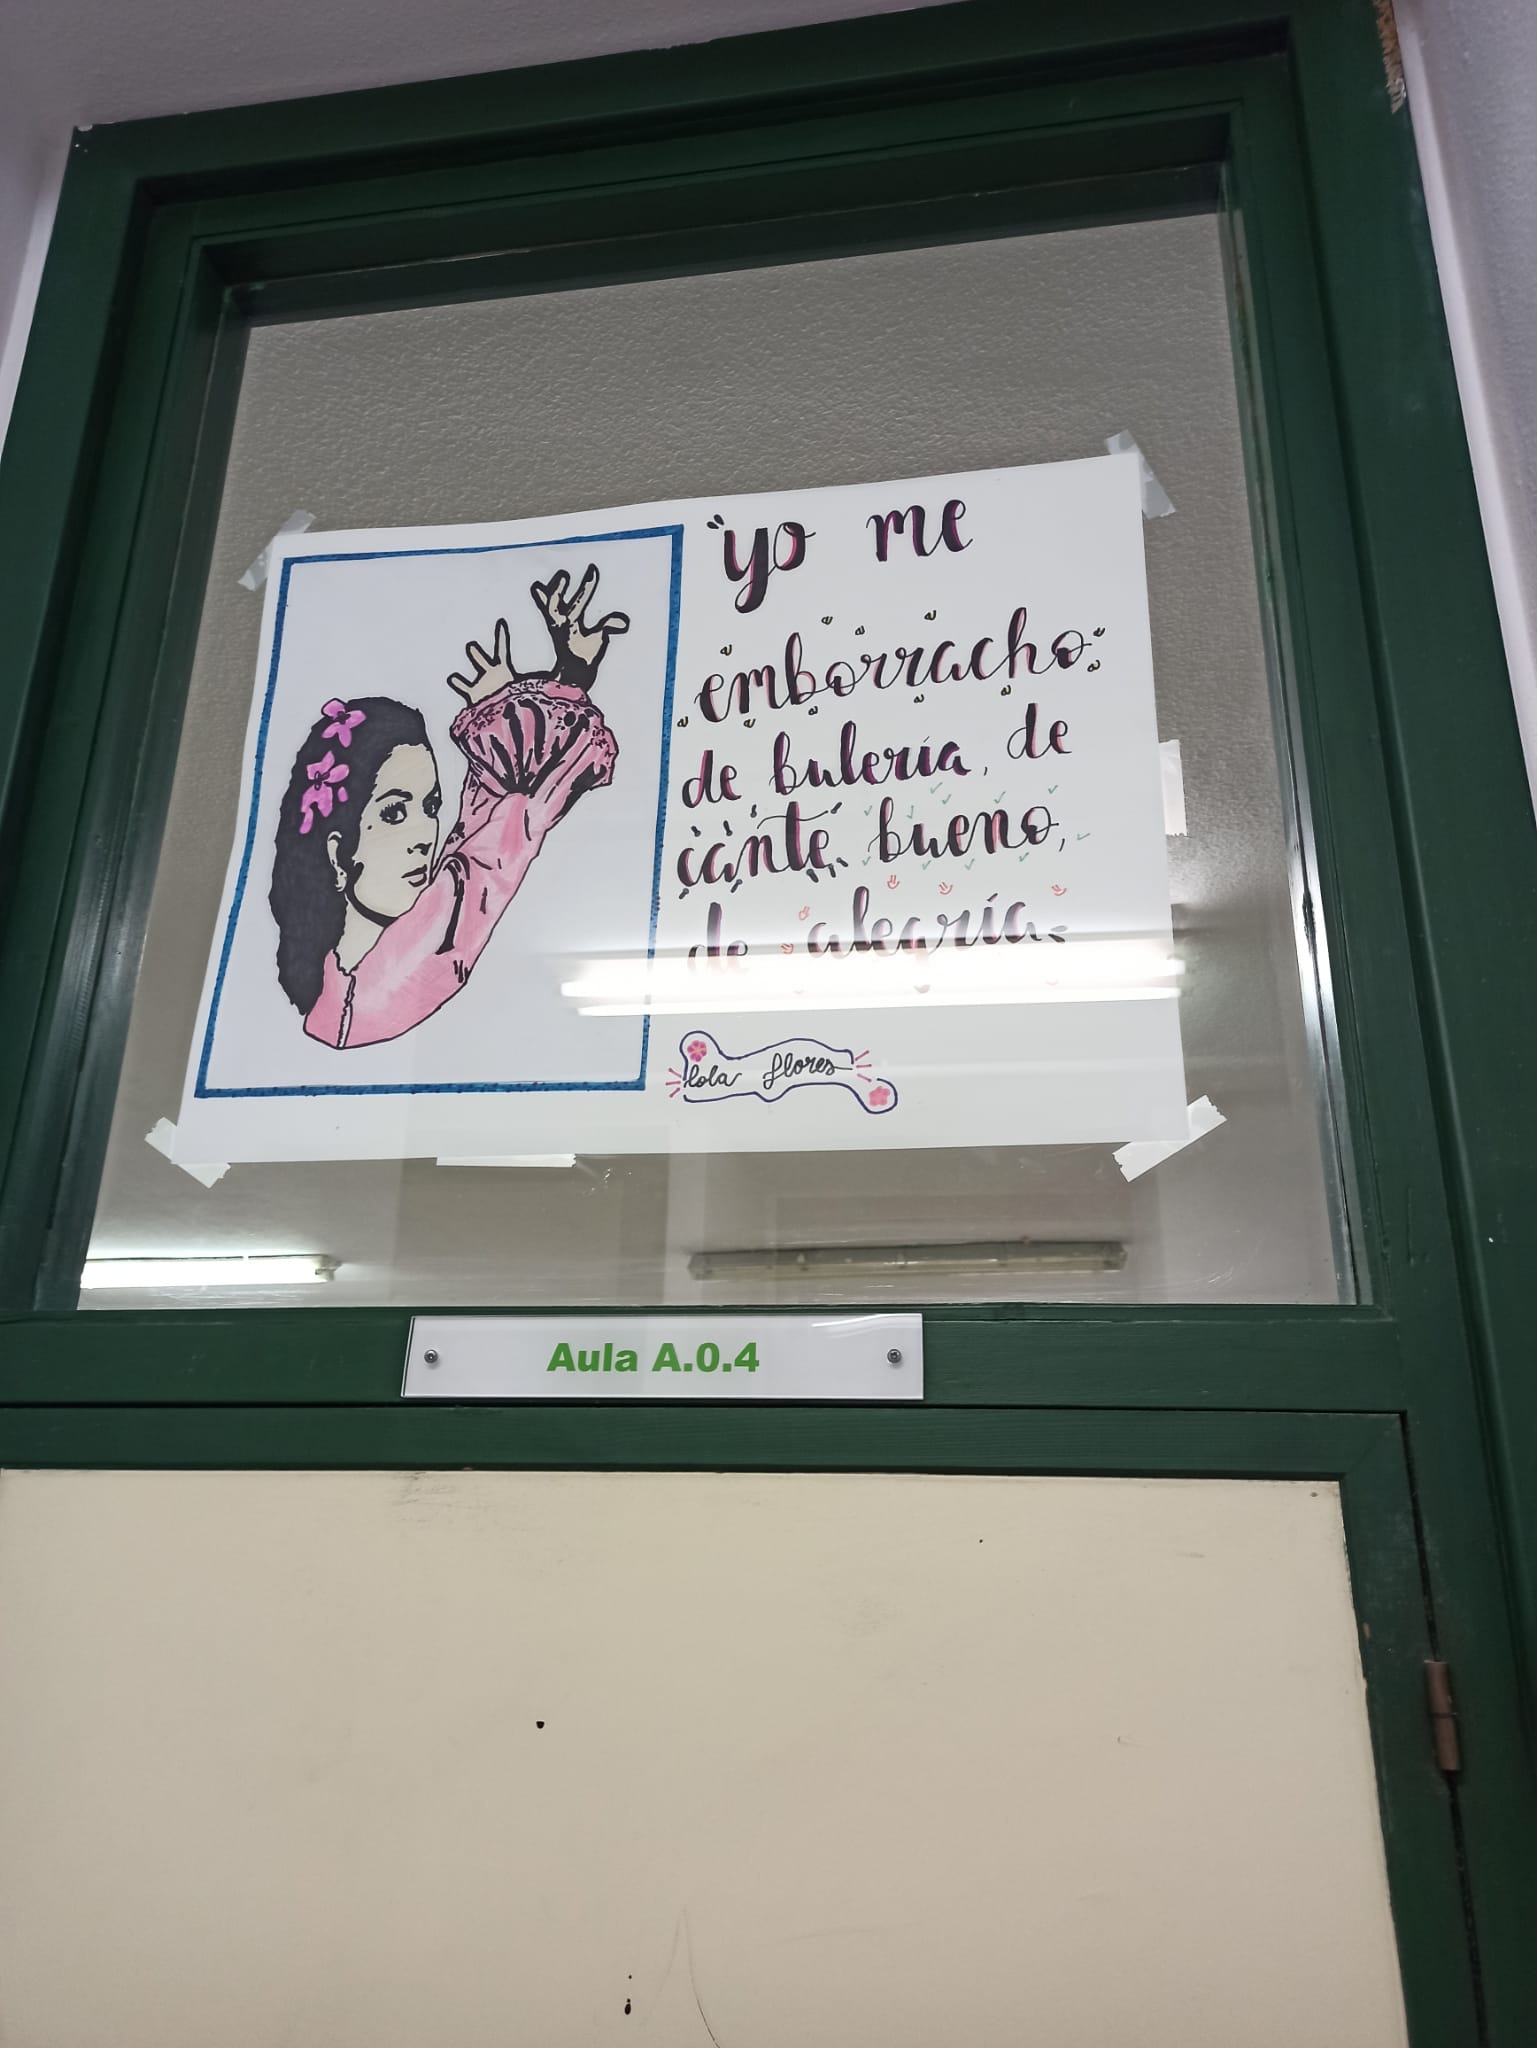 "yo me
emborracho
de bulería, de
cante bueno,
de alegría.
lola flores
Aula A.0.4